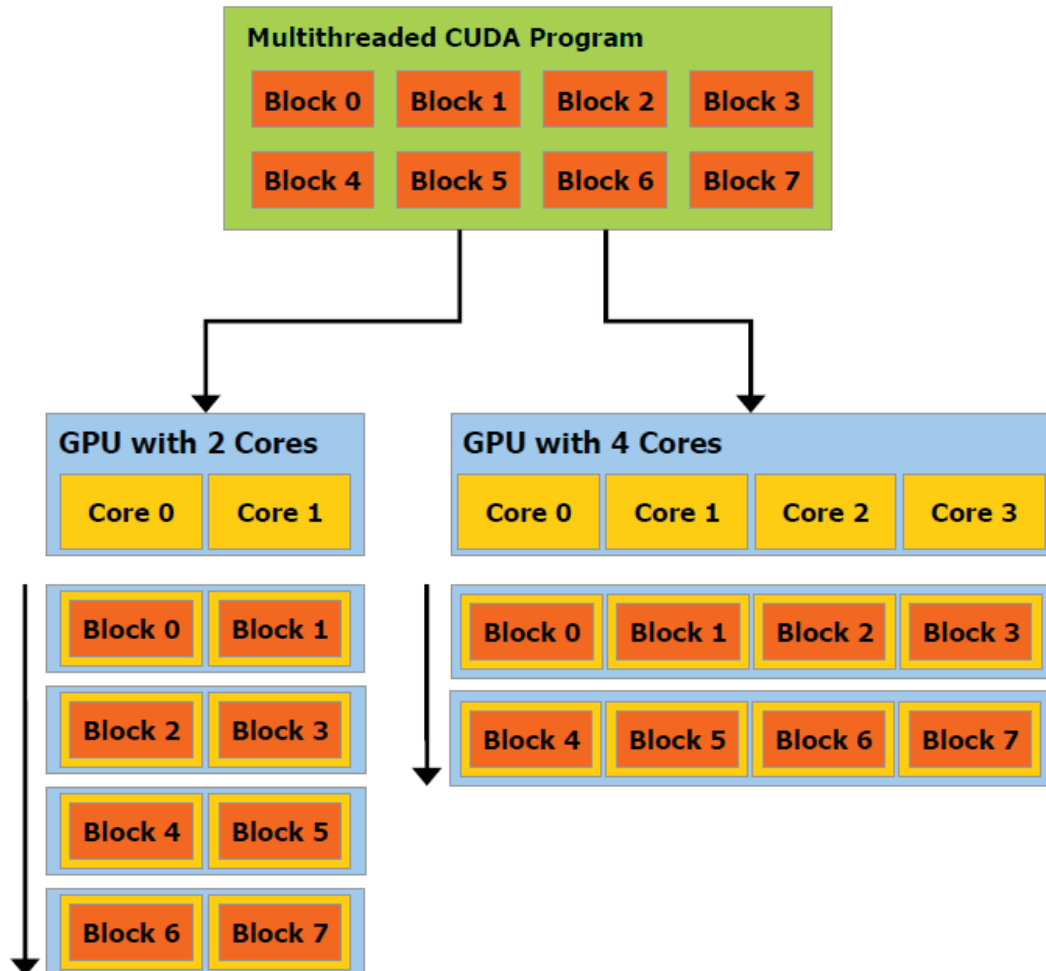 Multithreaded CUDA Program
Block 0 Block 1 Block 2 Block 3
Block 4 Block 5 Block 6 Block 7
GPU with 2 Cores
Core 0 Core 1
Block 0 Block 1
Block 2 Block 3
Block 4 Block 5
Block 6 Block 7
GPU with 4 Cores
Core 0 Core 1 Core 2 Core 3
Block 0 Block 1 Block 2 Block 3
Block 4 Block 5 Block 6 Block 7